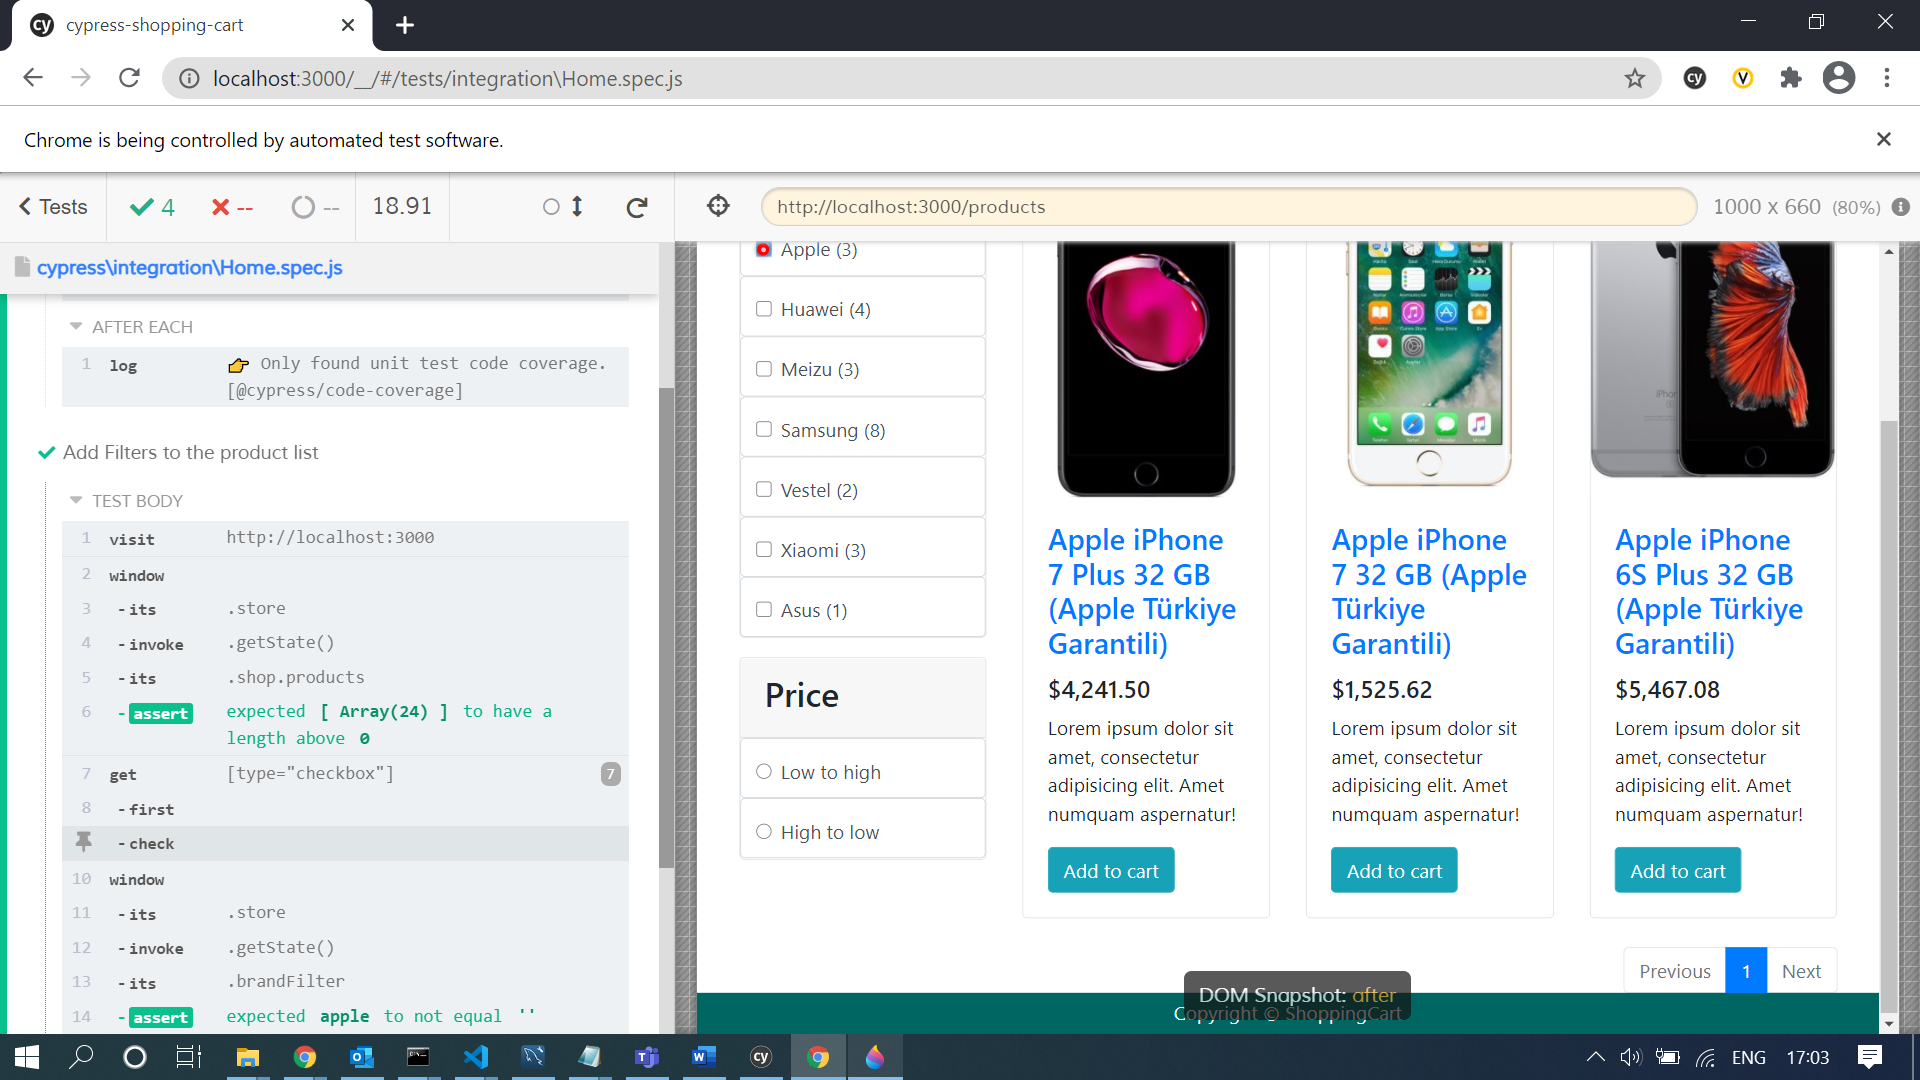 cy cypress-shopping-cart
localhost:3000/__/#/tests/integration\Home.spec.js
cy
Chrome is being controlled by automated test software.
Tests
4
--
--
18.91
http://localhost:3000/products
1000 x 660 (80%)
cypress\integration\Home.spec.js
AFTER EACH
1 log 👉 Only found unit test code coverage.
[@cypress/code-coverage]
Add Filters to the product list
TEST BODY
1 visit http://localhost:3000
2 window
3 -its .store
4 -invoke .getState()
5 -its .shop.products
6 -assert expected [ Array(24) ] to have a
length above 0
7 get [type="checkbox"] 7
8 -first
-check
10 window
11 -its .store
12 -invoke .getState()
13 -its .brandFilter
14 -assert expected apple to not equal ''
Apple (3)
Huawei (4)
Meizu (3)
Samsung (8)
Vestel (2)
Xiaomi (3)
Asus (1)
Price
Low to high
High to low
Apple iPhone
7 Plus 32 GB
(Apple Türkiye
Garantili)
$4,241.50
Lorem ipsum dolor sit
amet, consectetur
adipisicing elit. Amet
numquam aspernatur!
Add to cart
Apple iPhone
7 32 GB (Apple
Türkiye
Garantili)
$1,525.62
Lorem ipsum dolor sit
amet, consectetur
adipisicing elit. Amet
numquam aspernatur!
Add to cart
Apple iPhone
6S Plus 32 GB
(Apple Türkiye
Garantili)
$5,467.08
Lorem ipsum dolor sit
amet, consectetur
adipisicing elit. Amet
numquam aspernatur!
Add to cart
Previous 1 Next
DOM Snapshot: after
Copyright © ShoppingCart
cy
ENG 17:03